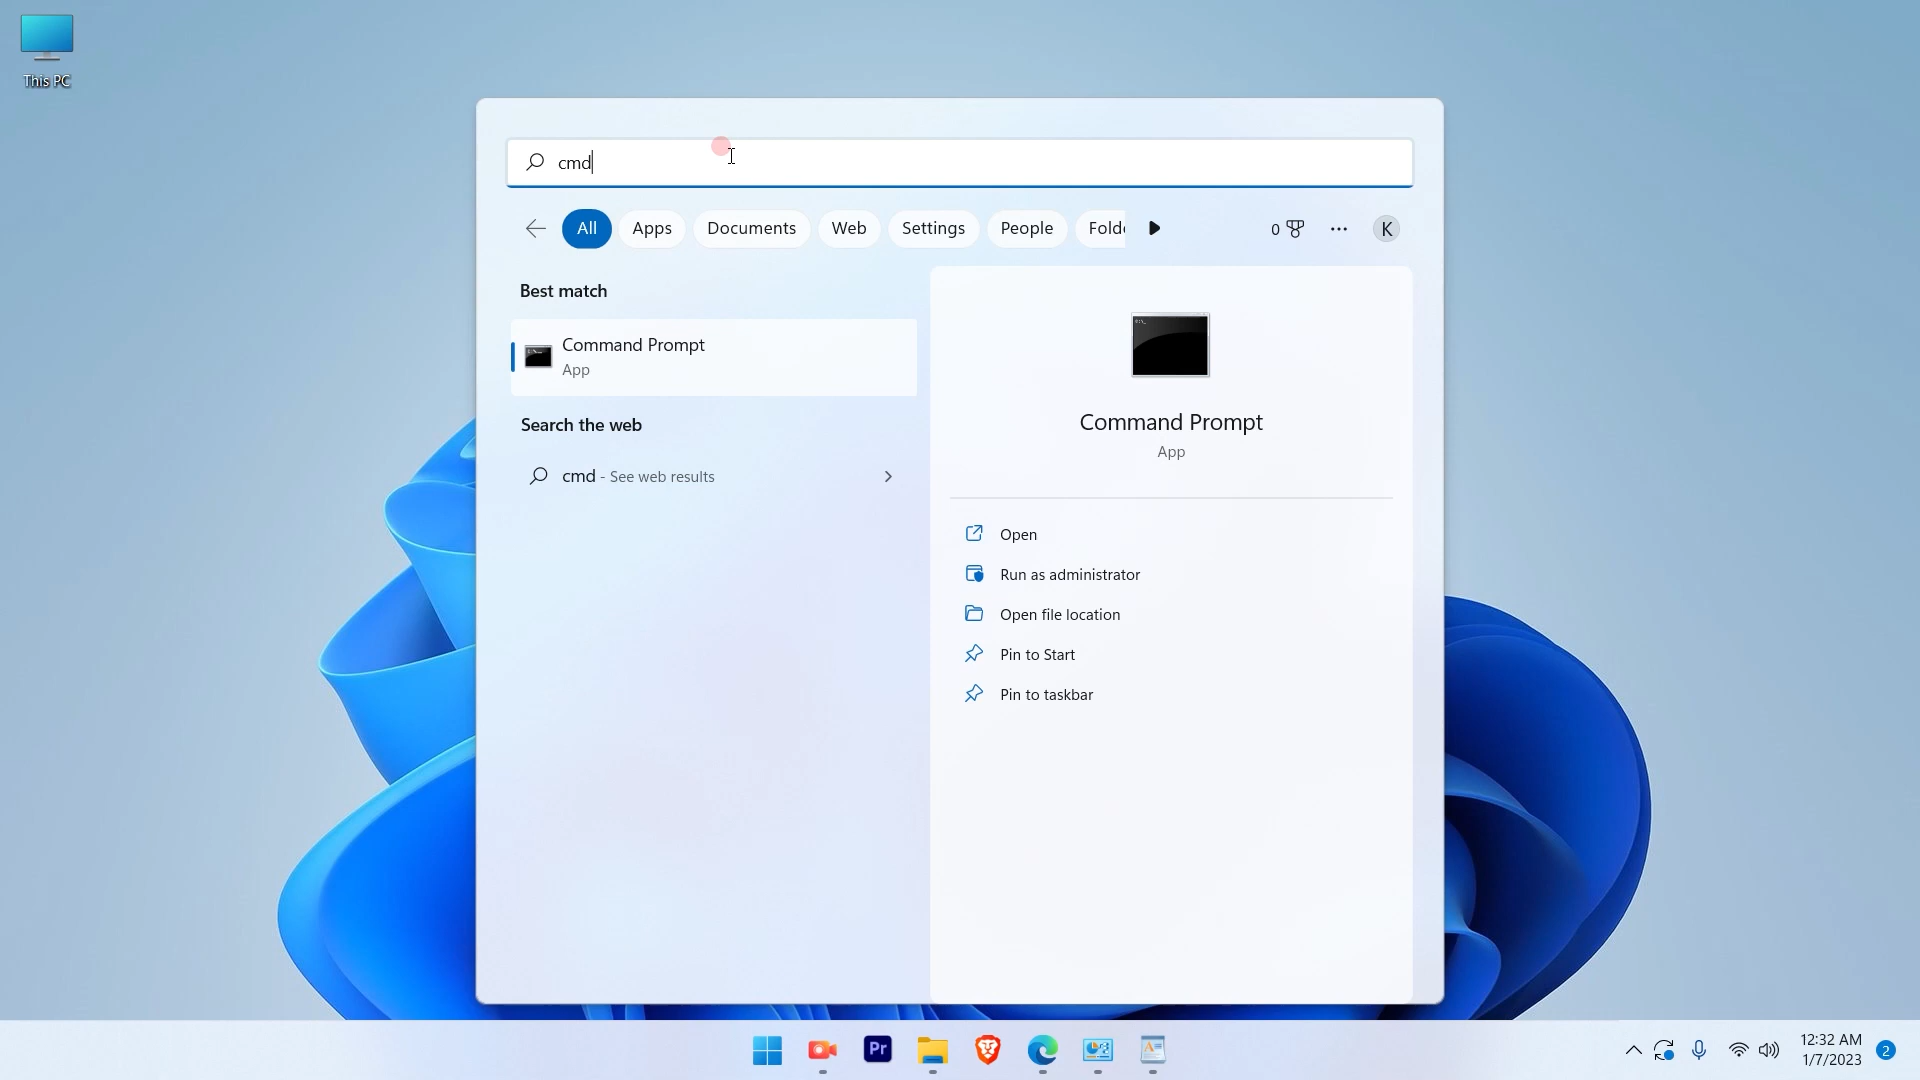 This PC
cmd
All Apps Documents Web Settings People Folde
0 ... K
Best match
Command Prompt
App
Search the web
cmd - See web results
Command Prompt
App
Open
Run as administrator
Open file location
Pin to Start
Pin to taskbar
Pr
12:32 AM
1/7/2023
2